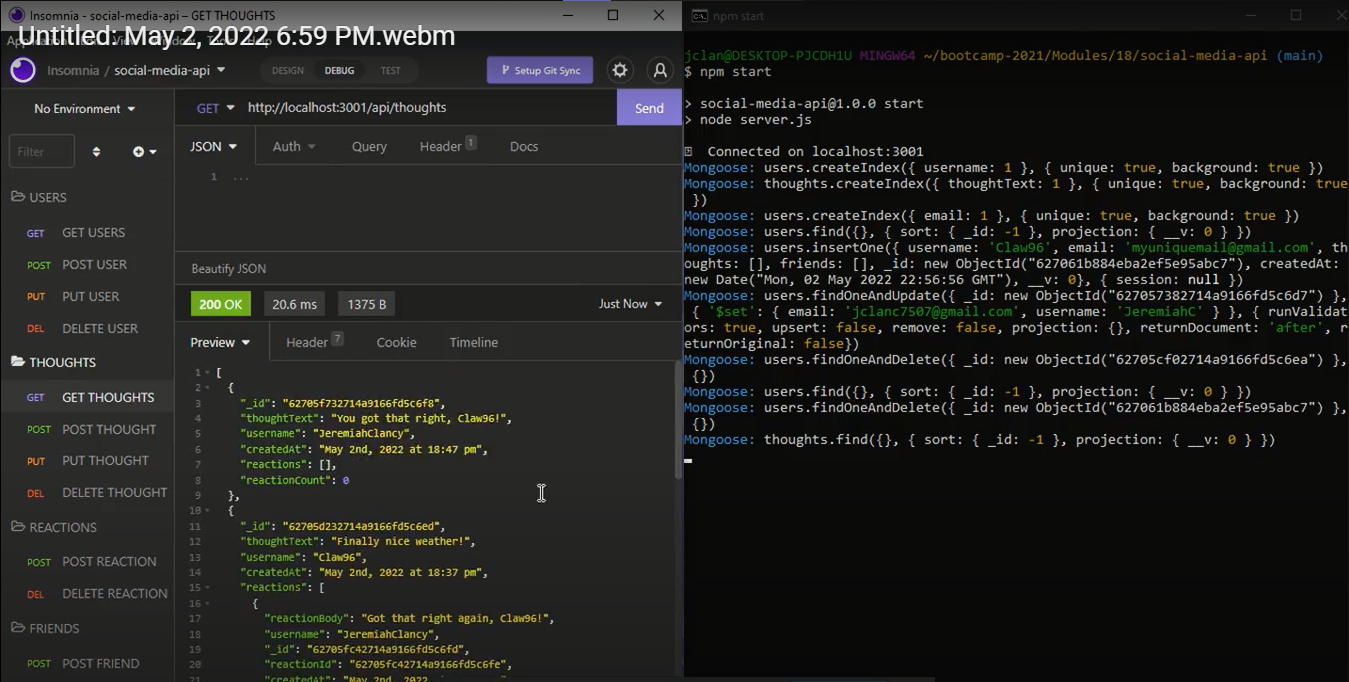 Insomnia - social-media-api – GET THOUGHTS
Untitled: May 2, 2022 6:59 PM.webm
Insomnia / social-media-api
DESIGN DEBUG TEST
Setup Git Sync
No Environment
GET http://localhost:3001/api/thoughts
Send
Filter
JSON Auth Query Header 1 Docs
1 ...
USERS
GET GET USERS
POST POST USER
PUT PUT USER
DEL DELETE USER
THOUGHTS
GET GET THOUGHTS
POST POST THOUGHT
PUT PUT THOUGHT
DEL DELETE THOUGHT
REACTIONS
POST POST REACTION
DEL DELETE REACTION
FRIENDS
POST POST FRIEND
Beautify JSON
200 OK 20.6 ms 1375 B Just Now
Preview Header 7 Cookie Timeline
1 [
2 {
3 "_id": "62705f732714a9166fd5c6f8",
4 "thoughtText": "You got that right, Claw96!",
5 "username": "JeremiahClancy",
6 "createdAt": "May 2nd, 2022 at 18:47 pm",
7 "reactions": [],
8 "reactionCount": 0
9 },
10 {
11 "_id": "62705d232714a9166fd5c6ed",
12 "thoughtText": "Finally nice weather!",
13 "username": "Claw96",
14 "createdAt": "May 2nd, 2022 at 18:37 pm",
15 "reactions": [
16 {
17 "reactionBody": "Got that right again, Claw96!",
18 "username": "JeremiahClancy",
19 "_id": "62705fc42714a9166fd5c6fd",
20 "reactionId": "62705fc42714a9166fd5c6fe",
21 "createdAt": "May 2nd, 2022
npm start
jclan@DESKTOP-PJCDH1U MINGW64 ~/bootcamp-2021/Modules/18/social-media-api (main)
$ npm start
> social-media-api@1.0.0 start
> node server.js
Connected on localhost:3001
Mongoose: users.createIndex({ username: 1 }, { unique: true, background: true })
Mongoose: thoughts.createIndex({ thoughtText: 1 }, { unique: true, background: true
})
Mongoose: users.createIndex({ email: 1 }, { unique: true, background: true })
Mongoose: users.find({}, { sort: { _id: -1 }, projection: { __v: 0 } })
Mongoose: users.insertOne({ username: 'Claw96', email: 'myuniquemail@gmail.com', th
oughts: [], friends: [], _id: new ObjectId("627061b884eba2ef5e95abc7"), createdAt:
new Date("Mon, 02 May 2022 22:56:56 GMT"), __v: 0}, { session: null })
Mongoose: users.findOneAndUpdate({ _id: new ObjectId("627057382714a9166fd5c6d7") },
{ '$set': { email: 'jclanc7507@gmail.com', username: 'JeremiahC' } }, { runValidat
ors: true, upsert: false, remove: false, projection: {}, returnDocument: 'after', r
eturnOriginal: false})
Mongoose: users.findOneAndDelete({ _id: new ObjectId("62705cf02714a9166fd5c6ea") },
{})
Mongoose: users.find({}, { sort: { _id: -1 }, projection: { __v: 0 } })
Mongoose: users.findOneAndDelete({ _id: new ObjectId("627061b884eba2ef5e95abc7") },
{})
Mongoose: thoughts.find({}, { sort: { _id: -1 }, projection: { __v: 0 } })